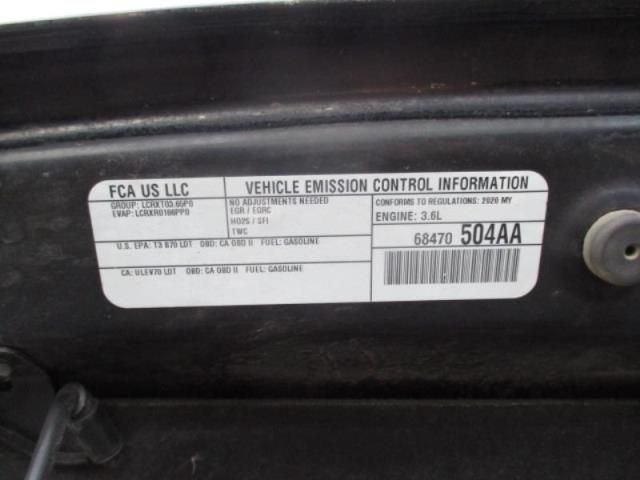 FCA US LLC
VEHICLE EMISSION CONTROL INFORMATION
GROUP: LCRXT03.65P0
EVAP: LCRXR0166PP0
NO ADJUSTMENTS NEEDED
EGR / EGRC
HO2S / SFI
TWC
CONFORMS TO REGULATIONS: 2020 MY
ENGINE: 3.6L
68470 504AA
U.S. EPA: T3 B70 LDT OBD: CA OBD II FUEL: GASOLINE
CA: ULEV70 LDT OBD: CA OBD II FUEL: GASOLINE